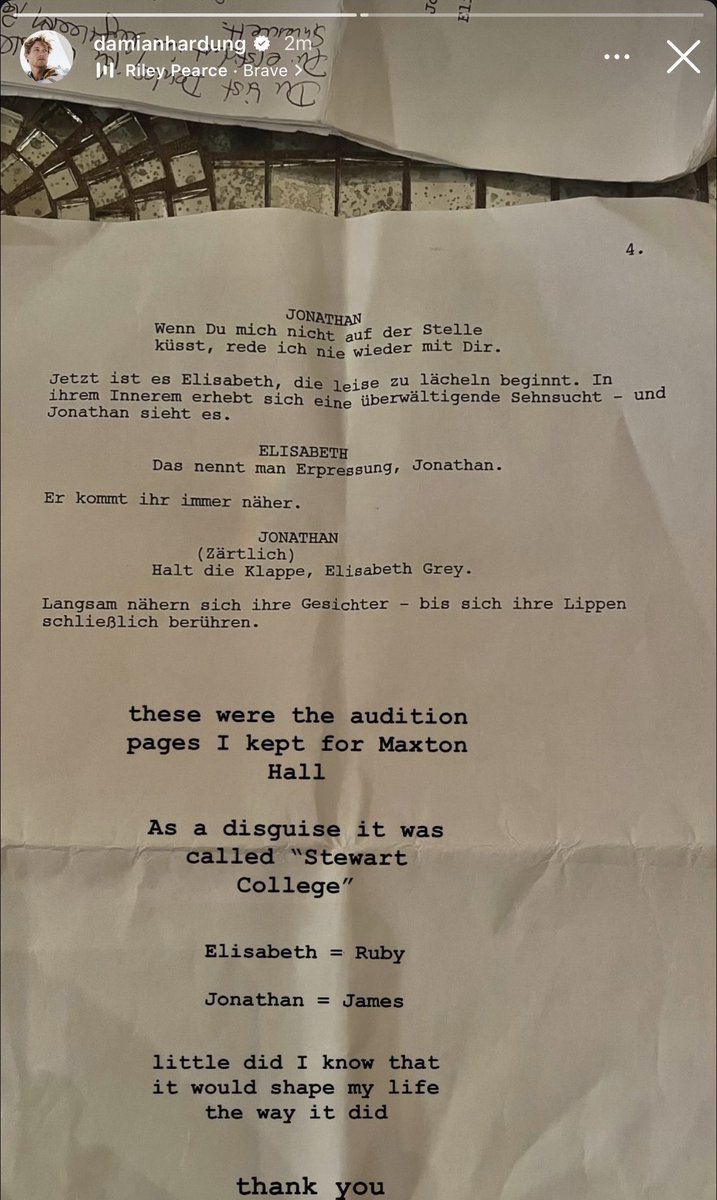 damianhardung 2m
Riley Pearce · Brave >
Du bist
4.
JONATHAN
Wenn Du mich nicht auf der Stelle
küsst, rede ich nie wieder mit Dir.
Jetzt ist es Elisabeth, die leise zu lächeln beginnt. In
ihrem Innerem erhebt sich eine überwältigende Sehnsucht – und
Jonathan sieht es.
ELISABETH
Das nennt man Erpressung, Jonathan.
Er kommt ihr immer näher.
JONATHAN
(Zärtlich)
Halt die Klappe, Elisabeth Grey.
Langsam nähern sich ihre Gesichter – bis sich ihre Lippen
schließlich berühren.
these were the audition
pages I kept for Maxton
Hall
As a disguise it was
called “Stewart
College”
Elisabeth = Ruby
Jonathan = James
little did I know that
it would shape my life
the way it did
thank you